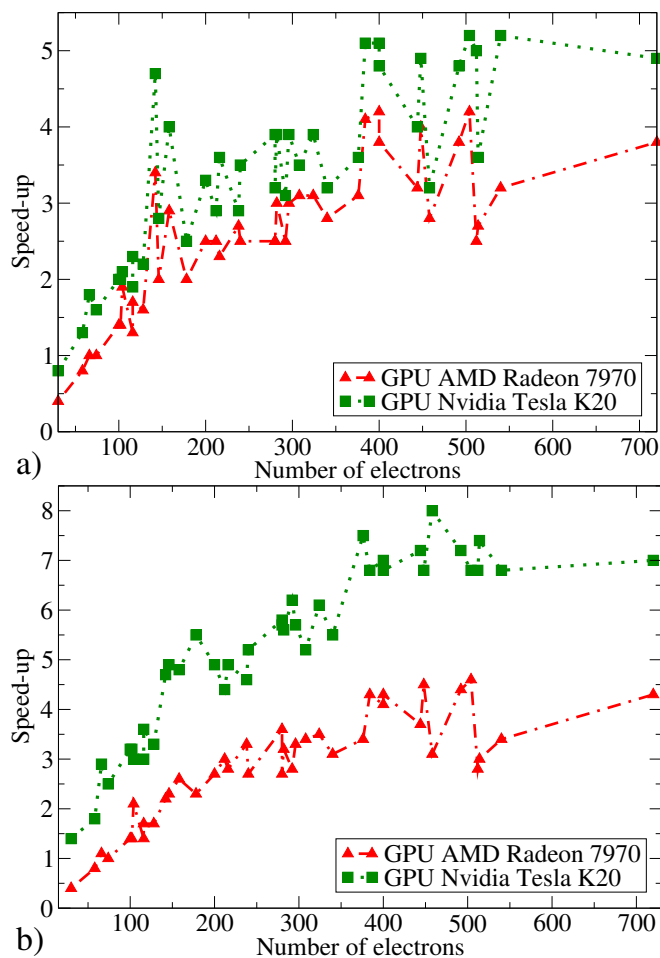 5
4
3
2
1
0
Speed-up
100 200 300 400 500 600 700
Number of electrons
GPU AMD Radeon 7970
GPU Nvidia Tesla K20
a)
8
7
6
5
4
3
2
1
0
Speed-up
100 200 300 400 500 600 700
Number of electrons
GPU AMD Radeon 7970
GPU Nvidia Tesla K20
b)